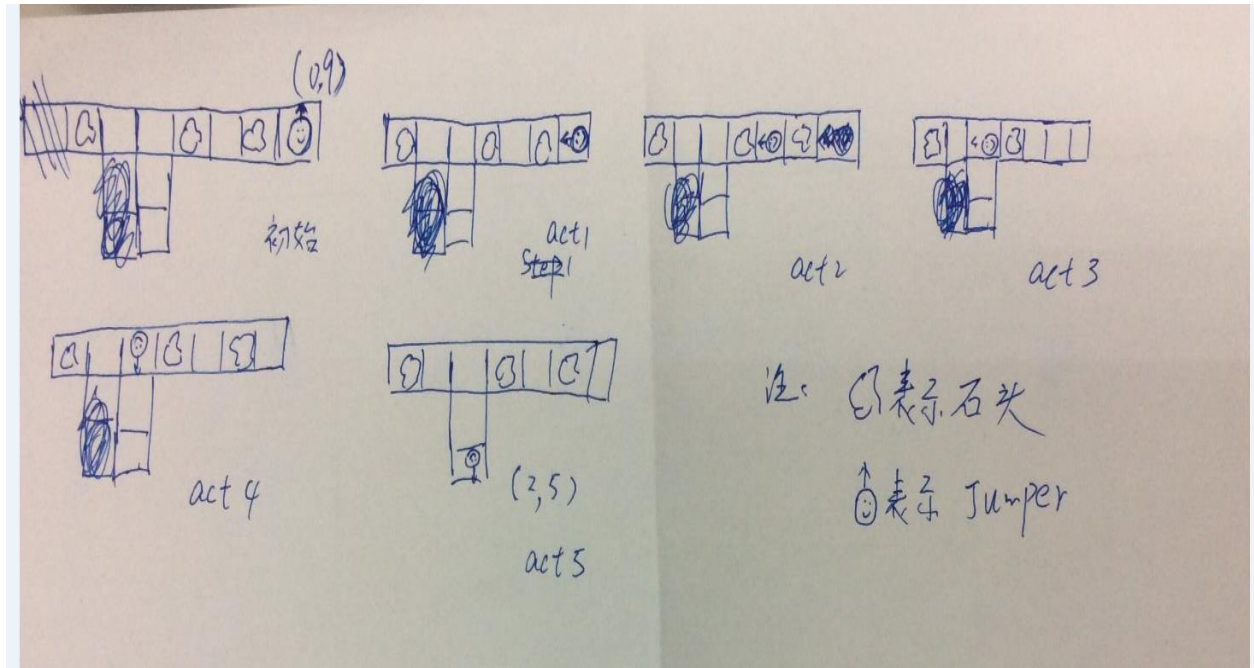 (0,9)
初始
act1
Step1
act2
act3
act4
(2,5)
act5
注: 表示石头
表示 Jumper